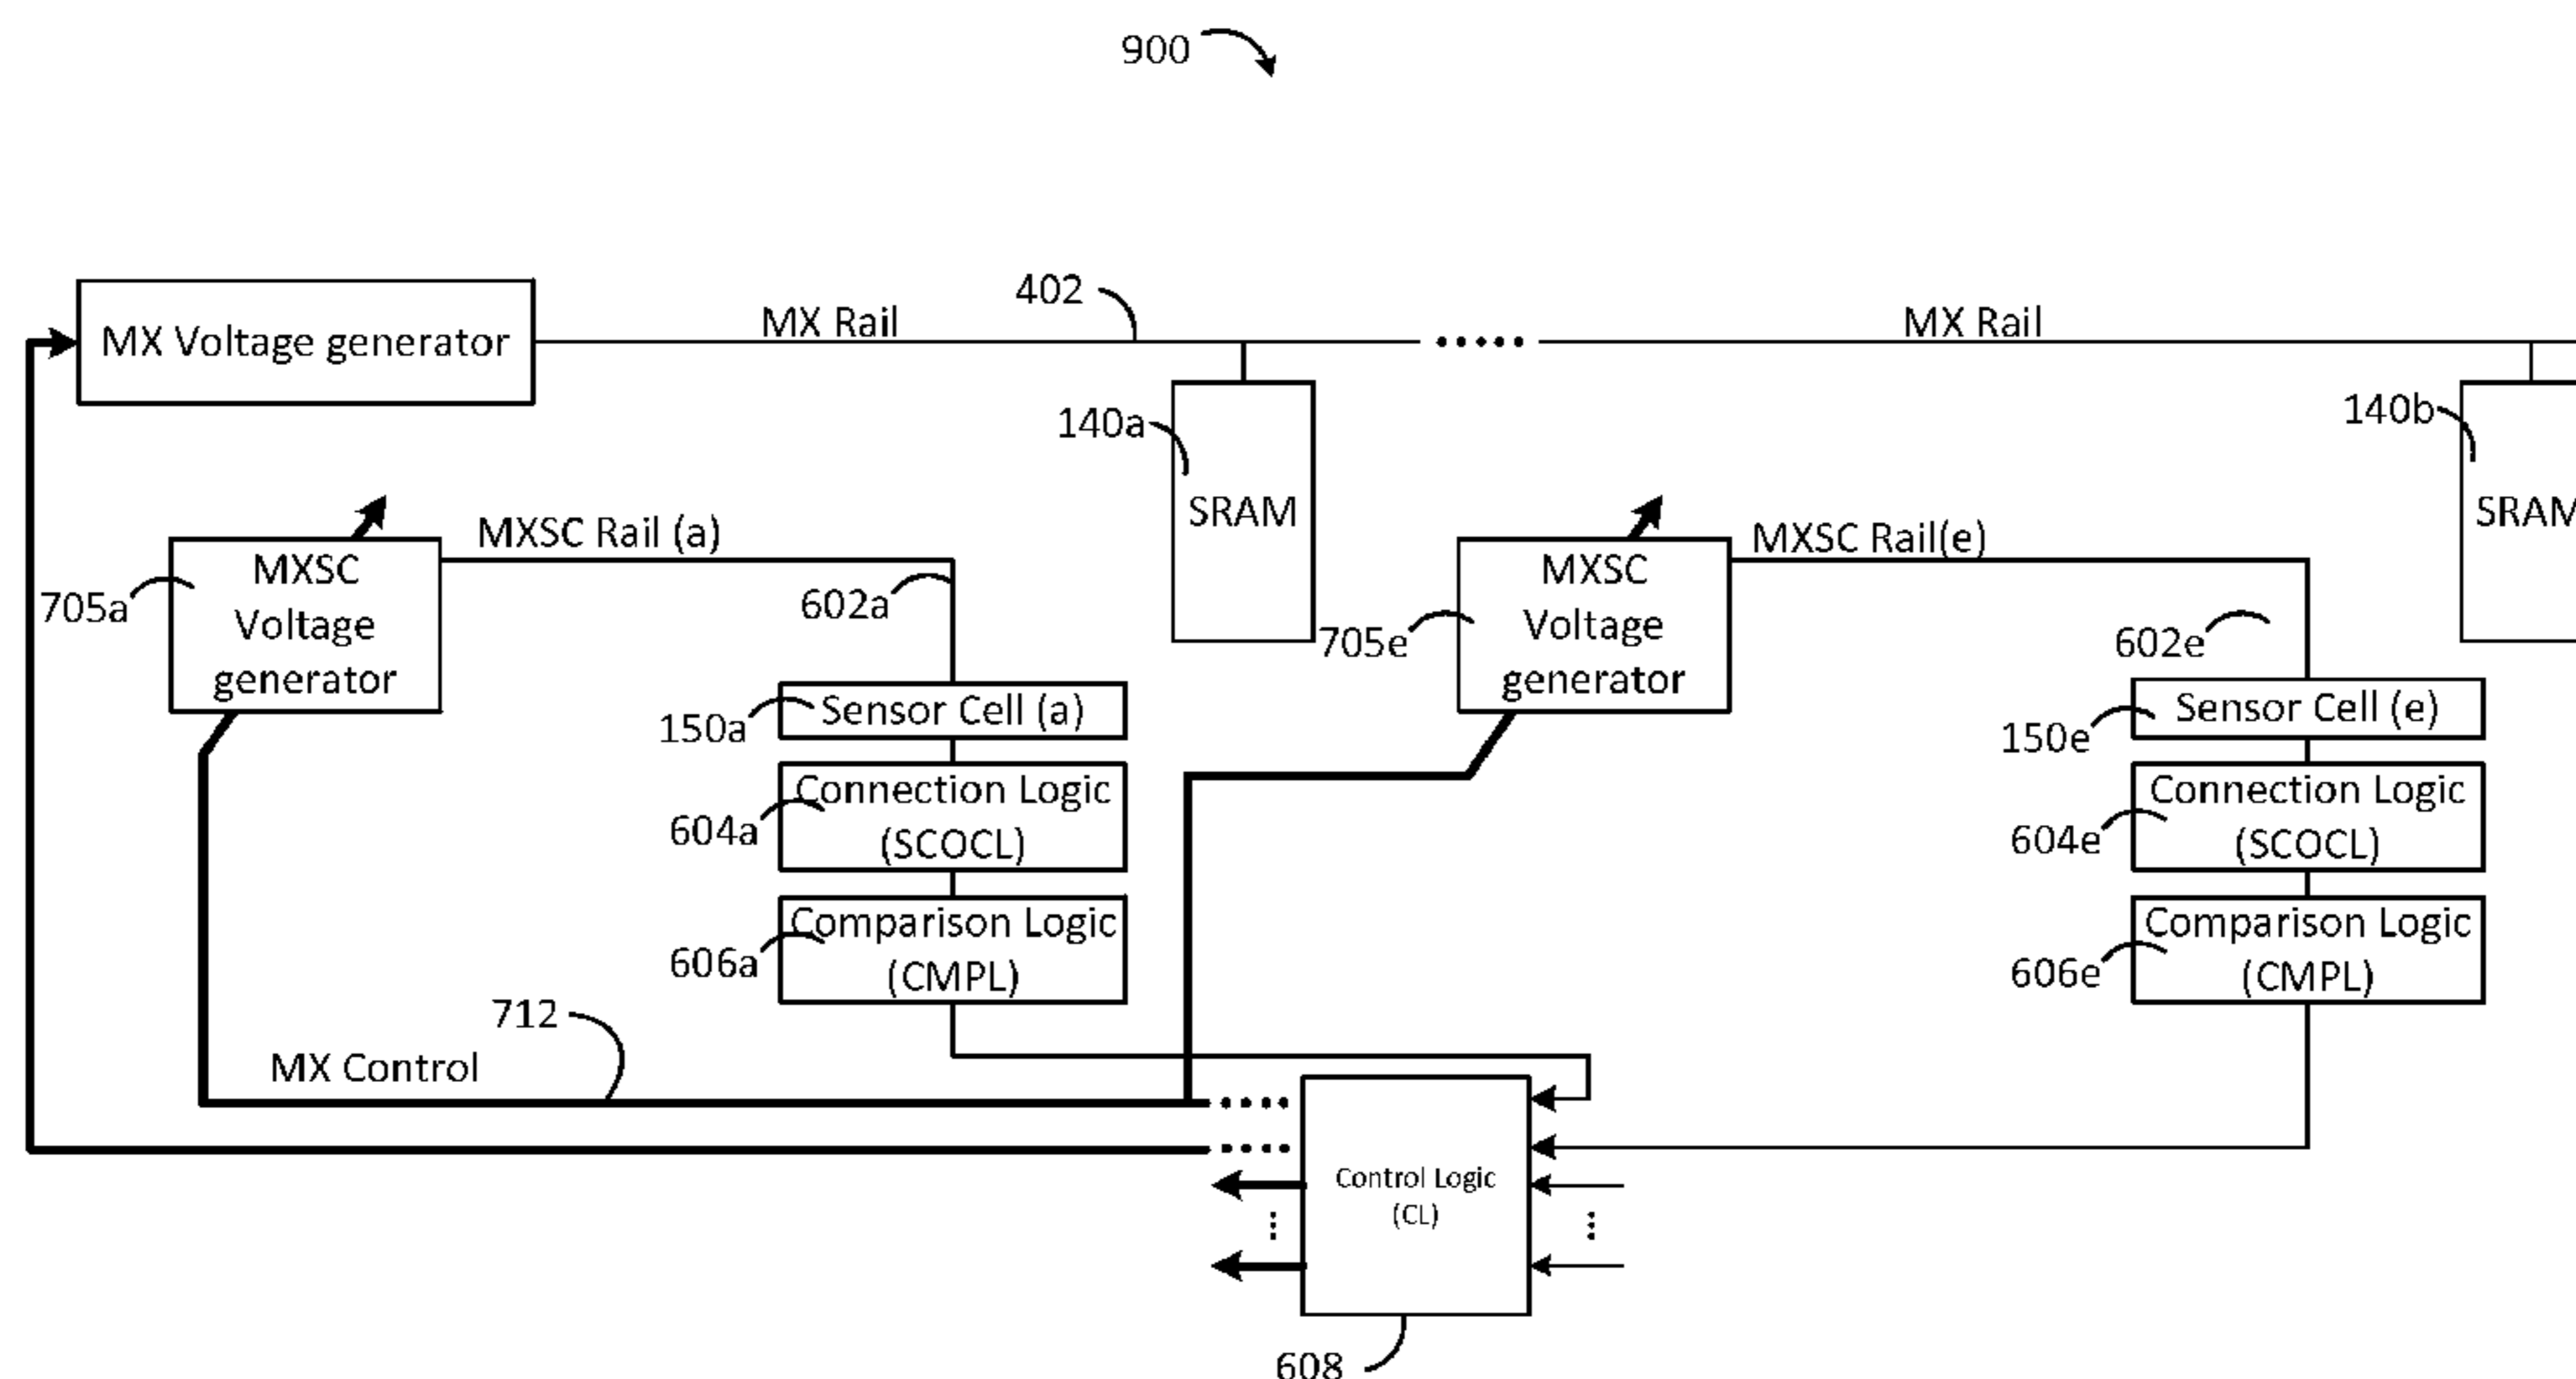 900
402
MX Rail
MX Rail
MX Voltage generator
140a
140b
SRAM
SRAM
MXSC Rail (a)
MXSC Rail(e)
MXSC
Voltage
generator
705a
602a
MXSC
Voltage
generator
705e
602e
Sensor Cell (a)
150a
Sensor Cell (e)
150e
Connection Logic
(SCOCL)
604a
Connection Logic
(SCOCL)
604e
Comparison Logic
(CMPL)
606a
Comparison Logic
(CMPL)
606e
712
MX Control
Control Logic
(CL)
608